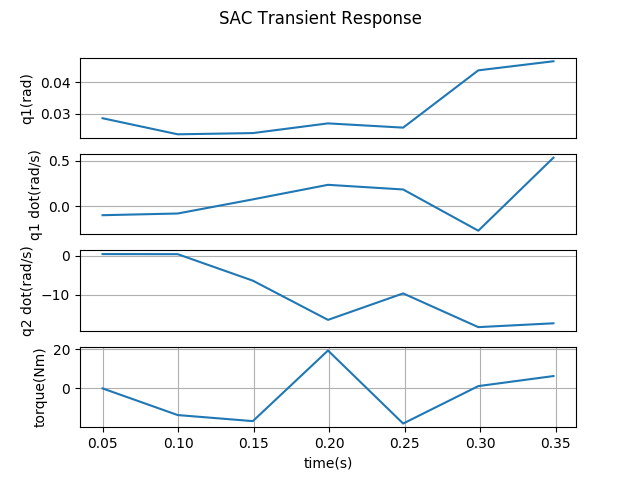 SAC Transient Response
q1(rad)
0.04
0.03
q1 dot(rad/s)
0.5
0.0
q2 dot(rad/s)
0
−10
torque(Nm)
20
0
0.05 0.10 0.15 0.20 0.25 0.30 0.35
time(s)